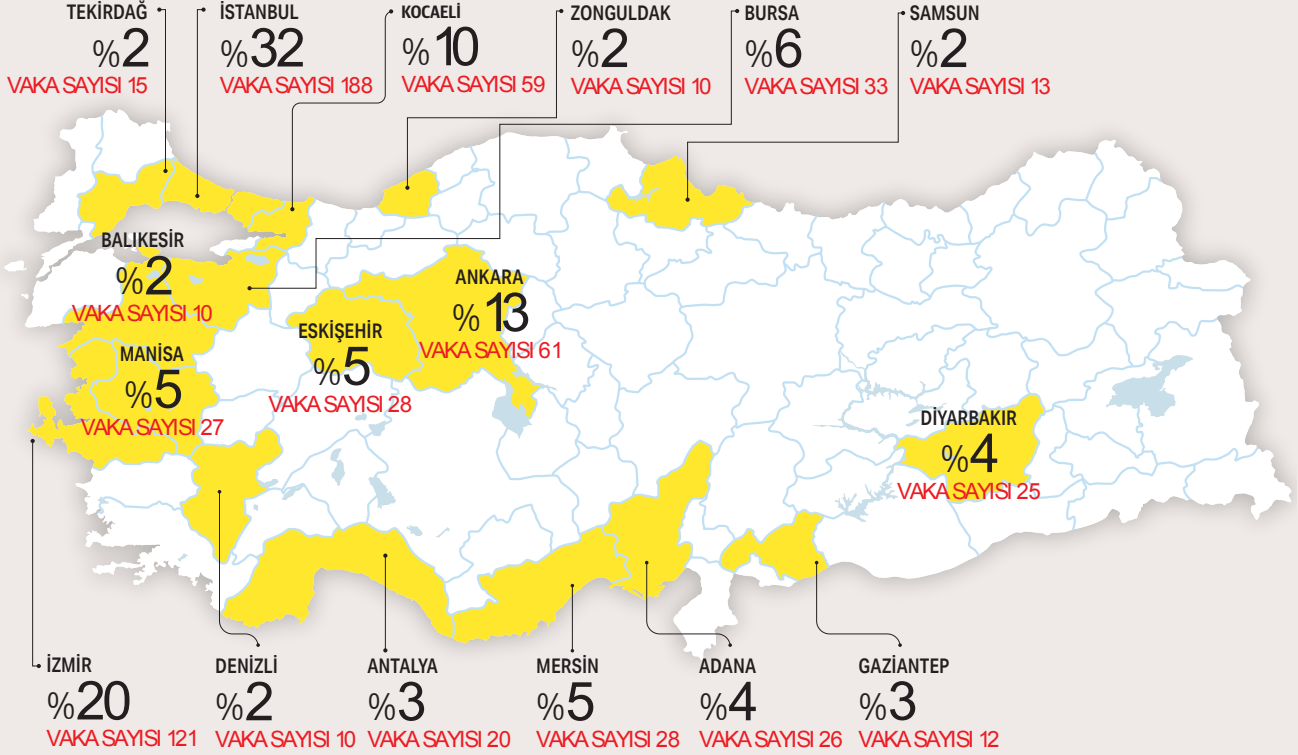 TEKİRDAĞ
%2
VAKA SAYISI 15
İSTANBUL
%32
VAKA SAYISI 188
KOCAELİ
%10
VAKA SAYISI 59
ZONGULDAK
%2
VAKA SAYISI 10
BURSA
%6
VAKA SAYISI 33
SAMSUN
%2
VAKA SAYISI 13
BALIKESİR
%2
VAKA SAYISI 10
ANKARA
%13
VAKA SAYISI 61
ESKİŞEHİR
%5
VAKA SAYISI 28
MANİSA
%5
VAKA SAYISI 27
DİYARBAKIR
%4
VAKA SAYISI 25
İZMİR
%20
VAKA SAYISI 121
DENİZLİ
%2
VAKA SAYISI 10
ANTALYA
%3
VAKA SAYISI 20
MERSİN
%5
VAKA SAYISI 28
ADANA
%4
VAKA SAYISI 26
GAZİANTEP
%3
VAKA SAYISI 12